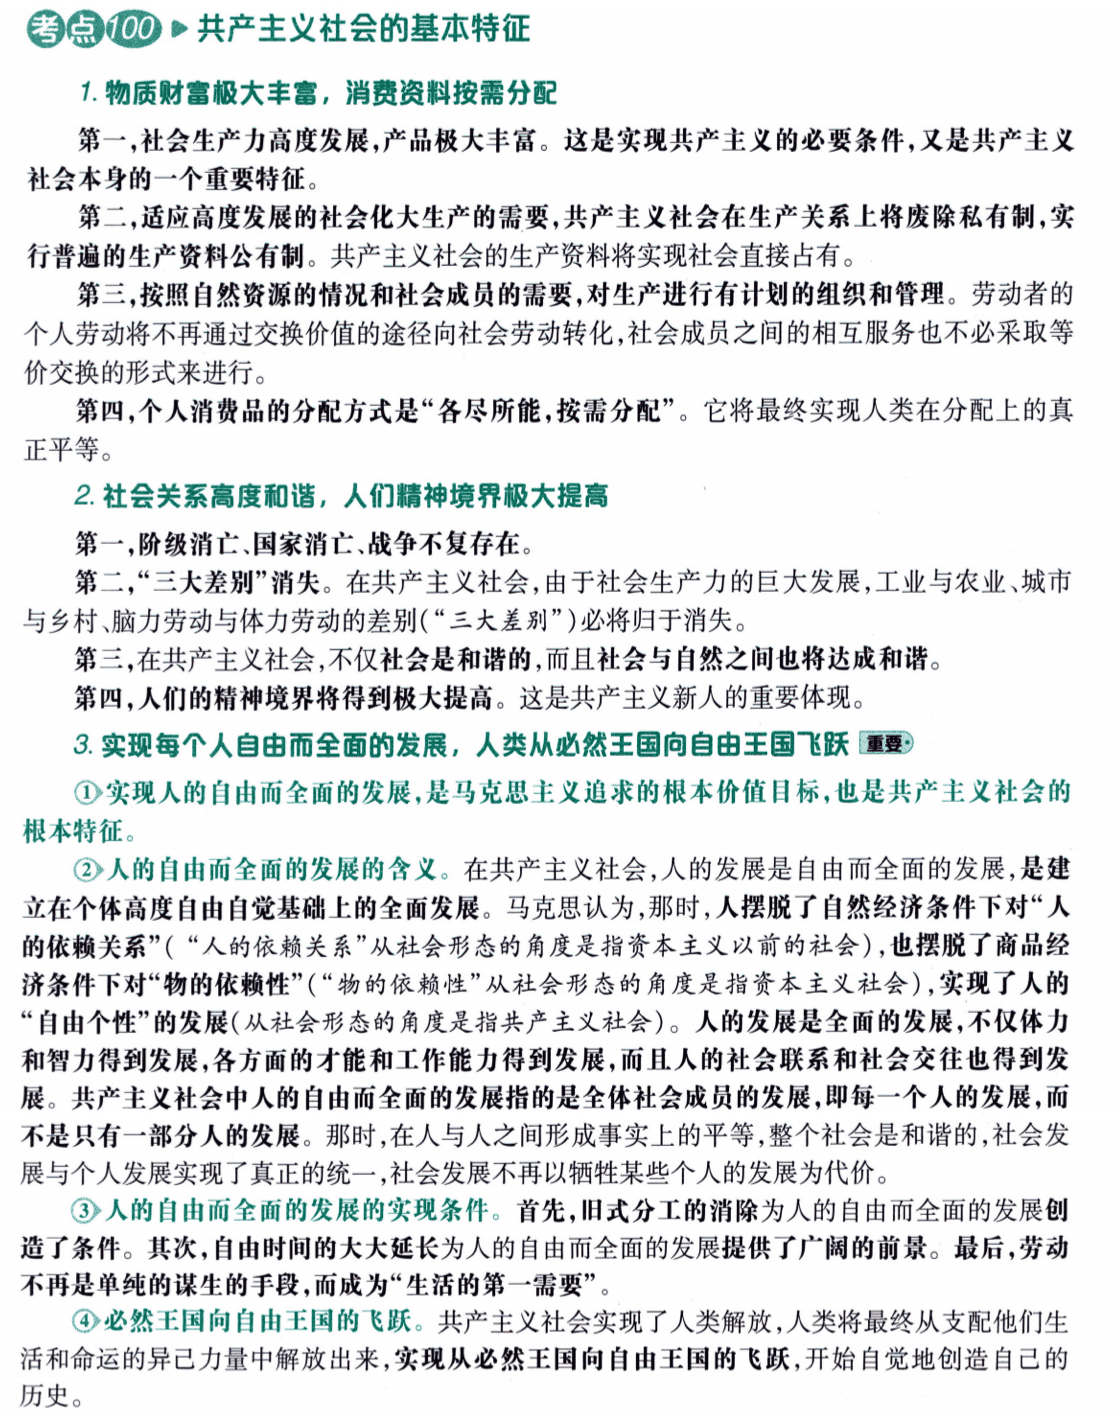 考点100 ▶ 共产主义社会的基本特征
1. 物质财富极大丰富，消费资料按需分配
第一,社会生产力高度发展,产品极大丰富。这是实现共产主义的必要条件,又是共产主义
社会本身的一个重要特征。
第二,适应高度发展的社会化大生产的需要,共产主义社会在生产关系上将废除私有制,实
行普遍的生产资料公有制。共产主义社会的生产资料将实现社会直接占有。
第三,按照自然资源的情况和社会成员的需要,对生产进行有计划的组织和管理。劳动者的
个人劳动将不再通过交换价值的途径向社会劳动转化,社会成员之间的相互服务也不必采取等
价交换的形式来进行。
第四,个人消费品的分配方式是“各尽所能,按需分配”。它将最终实现人类在分配上的真
正平等。
2. 社会关系高度和谐，人们精神境界极大提高
第一,阶级消亡、国家消亡、战争不复存在。
第二,“三大差别”消失。在共产主义社会,由于社会生产力的巨大发展,工业与农业、城市
与乡村、脑力劳动与体力劳动的差别(“三大差别”)必将归于消失。
第三,在共产主义社会,不仅社会是和谐的,而且社会与自然之间也将达成和谐。
第四,人们的精神境界将得到极大提高。这是共产主义新人的重要体现。
3. 实现每个人自由而全面的发展，人类从必然王国向自由王国飞跃 重要
①实现人的自由而全面的发展,是马克思主义追求的根本价值目标,也是共产主义社会的
根本特征。
②人的自由而全面的发展的含义。在共产主义社会,人的发展是自由而全面的发展,是建
立在个体高度自由自觉基础上的全面发展。马克思认为,那时,人摆脱了自然经济条件下对“人
的依赖关系”(“人的依赖关系”从社会形态的角度是指资本主义以前的社会),也摆脱了商品经
济条件下对“物的依赖性”(“物的依赖性”从社会形态的角度是指资本主义社会),实现了人的
“自由个性”的发展(从社会形态的角度是指共产主义社会)。人的发展是全面的发展,不仅体力
和智力得到发展,各方面的才能和工作能力得到发展,而且人的社会联系和社会交往也得到发
展。共产主义社会中人的自由而全面的发展指的是全体社会成员的发展,即每一个人的发展,而
不是只有一部分人的发展。那时,在人与人之间形成事实上的平等,整个社会是和谐的,社会发
展与个人发展实现了真正的统一,社会发展不再以牺牲某些个人的发展为代价。
③人的自由而全面的发展的实现条件。首先,旧式分工的消除为人的自由而全面的发展创
造了条件。其次,自由时间的大大延长为人的自由而全面的发展提供了广阔的前景。最后,劳动
不再是单纯的谋生的手段,而成为“生活的第一需要”。
④必然王国向自由王国的飞跃。共产主义社会实现了人类解放,人类将最终从支配他们生
活和命运的异己力量中解放出来,实现从必然王国向自由王国的飞跃,开始自觉地创造自己的
历史。